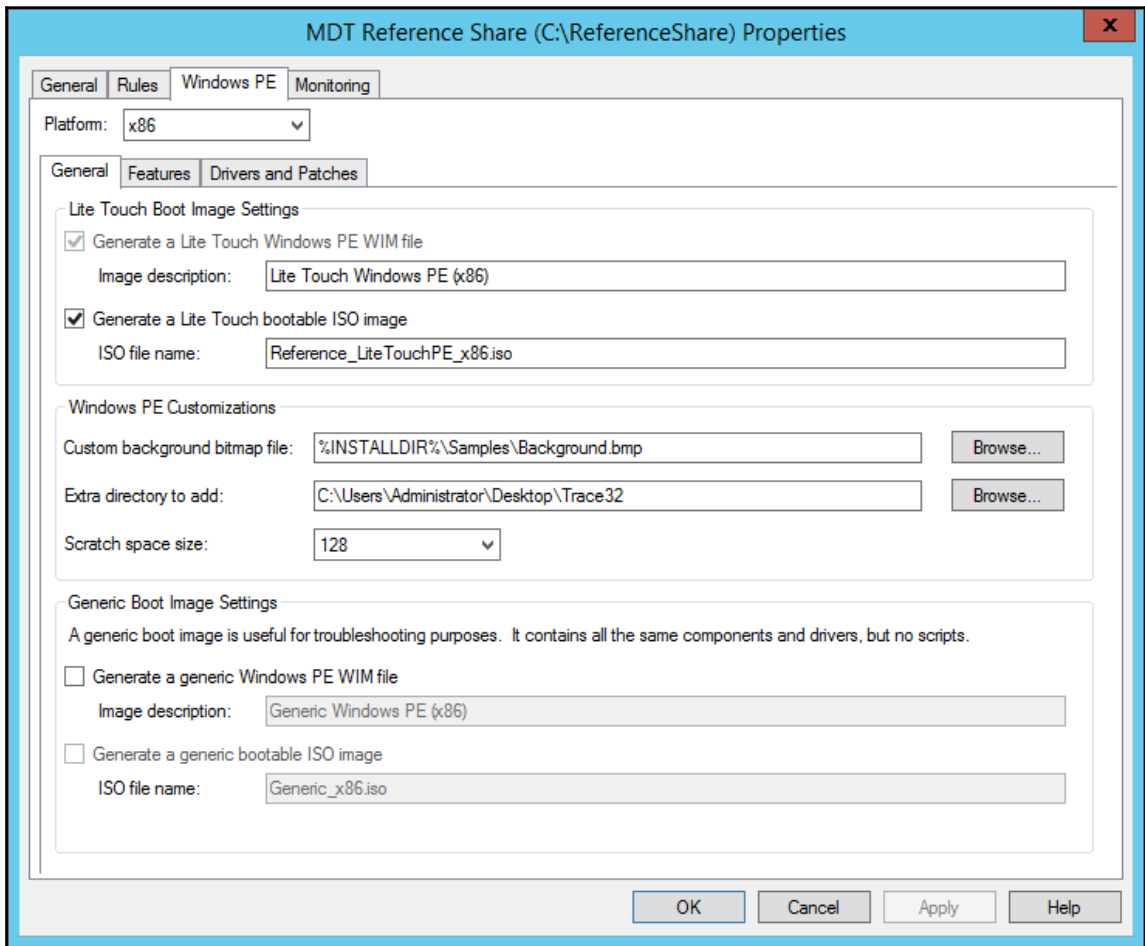 MDT Reference Share (C:\ReferenceShare) Properties
x
General Rules Windows PE Monitoring
Platform: x86
General Features Drivers and Patches
Lite Touch Boot Image Settings
Generate a Lite Touch Windows PE WIM file
Image description: Lite Touch Windows PE (x86)
Generate a Lite Touch bootable ISO image
ISO file name: Reference_LiteTouchPE_x86.iso
Windows PE Customizations
Custom background bitmap file: %INSTALLDIR%\Samples\Background.bmp Browse...
Extra directory to add: C:\Users\Administrator\Desktop\Trace32 Browse...
Scratch space size: 128
Generic Boot Image Settings
A generic boot image is useful for troubleshooting purposes. It contains all the same components and drivers, but no scripts.
Generate a generic Windows PE WIM file
Image description: Generic Windows PE (x86)
Generate a generic bootable ISO image
ISO file name: Generic_x86.iso
OK Cancel Apply Help